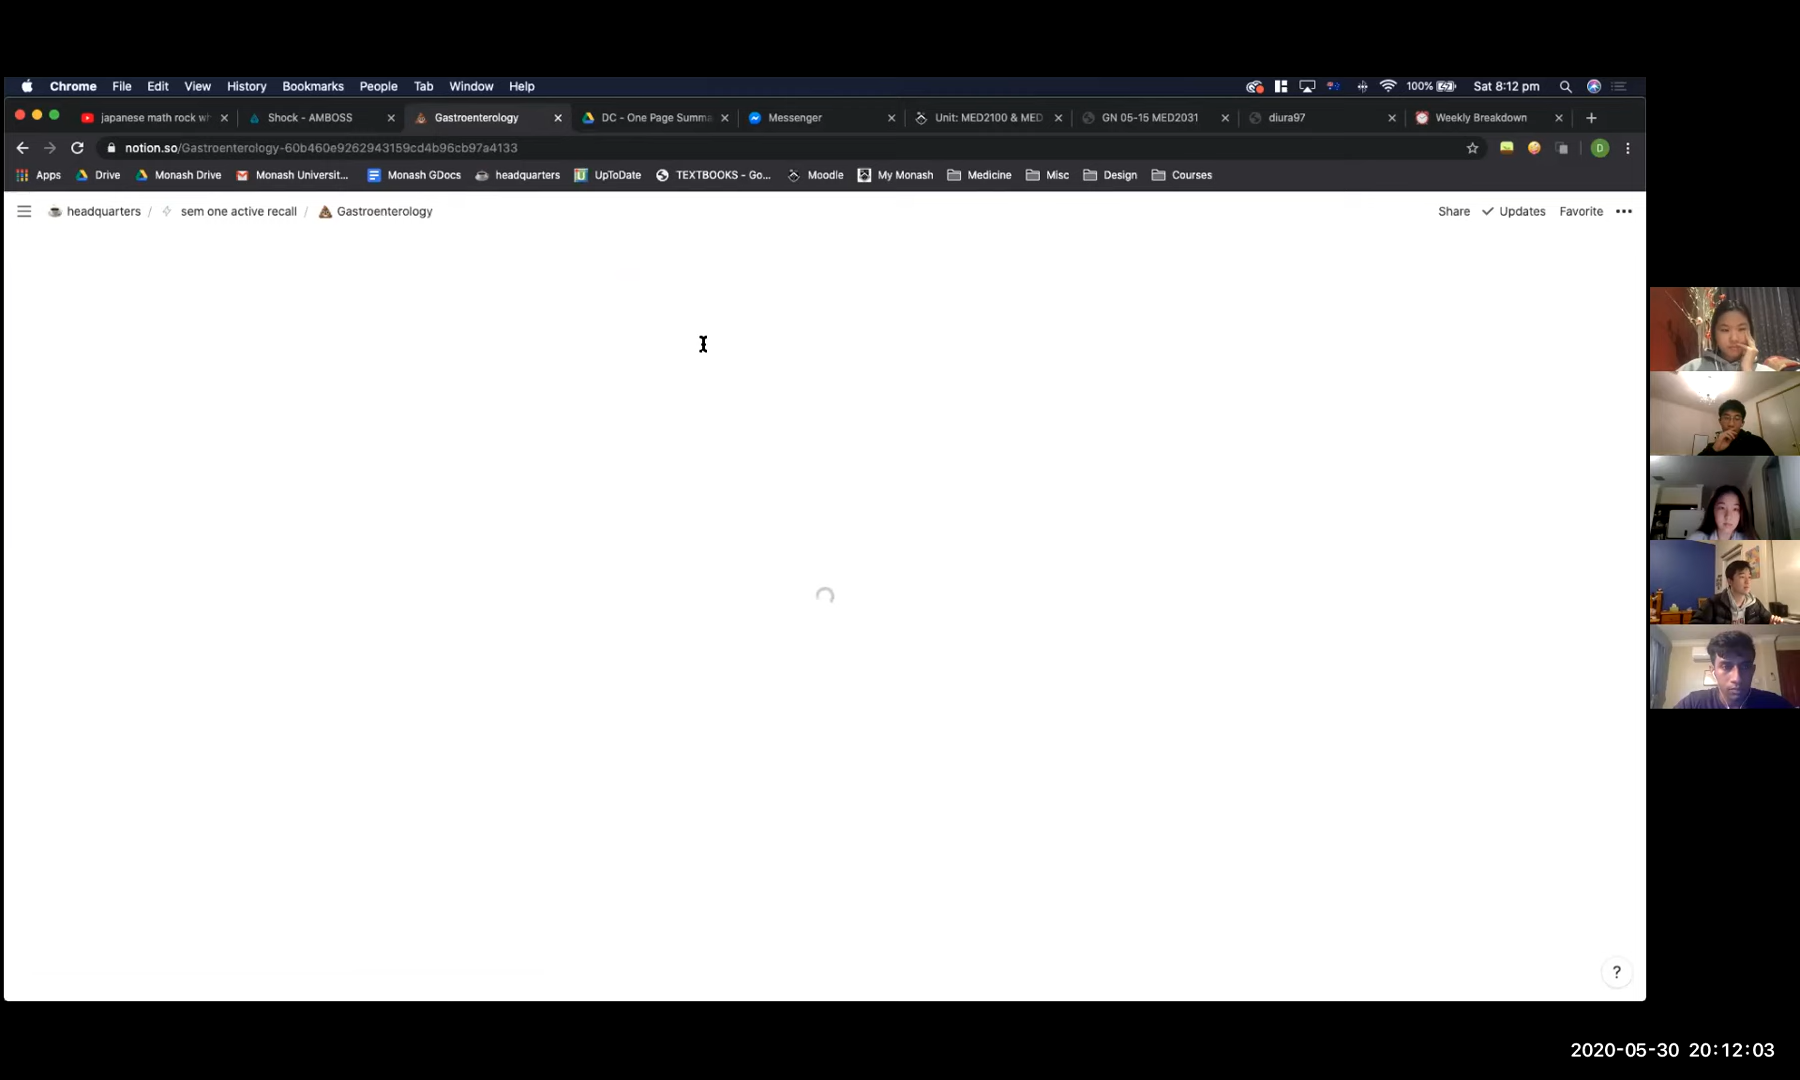 Chrome File Edit View History Bookmarks People Tab Window Help 100% Sat 8:12 pm
japanese math rock wh Shock - AMBOSS Gastroenterology DC - One Page Summa Messenger Unit: MED2100 & MED GN 05-15 MED2031 diura97 Weekly Breakdown
notion.so/Gastroenterology-60b460e9262943159cd4b96cb97a4133 D
Apps Drive Monash Drive Monash Universit... Monash GDocs headquarters UpToDate TEXTBOOKS - Go... Moodle My Monash Medicine Misc Design Courses
headquarters / sem one active recall / Gastroenterology Share Updates Favorite
?
2020-05-30 20:12:03